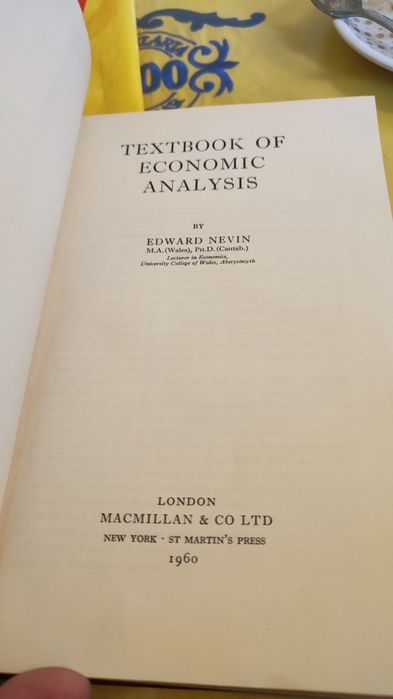 TEXTBOOK OF
ECONOMIC
ANALYSIS
BY
EDWARD NEVIN
M.A. (Wales), PH.D. (Cantab.)
Lecturer in Economics,
University College of Wales, Aberystwyth
LONDON
MACMILLAN & CO LTD
NEW YORK · ST MARTIN'S PRESS
1960